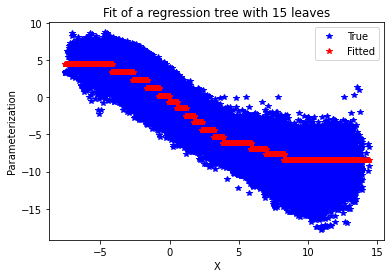 Fit of a regression tree with 15 leaves
True
Fitted
10
5
0
−5
−10
−15
Parameterization
−5
0
5
10
15
X